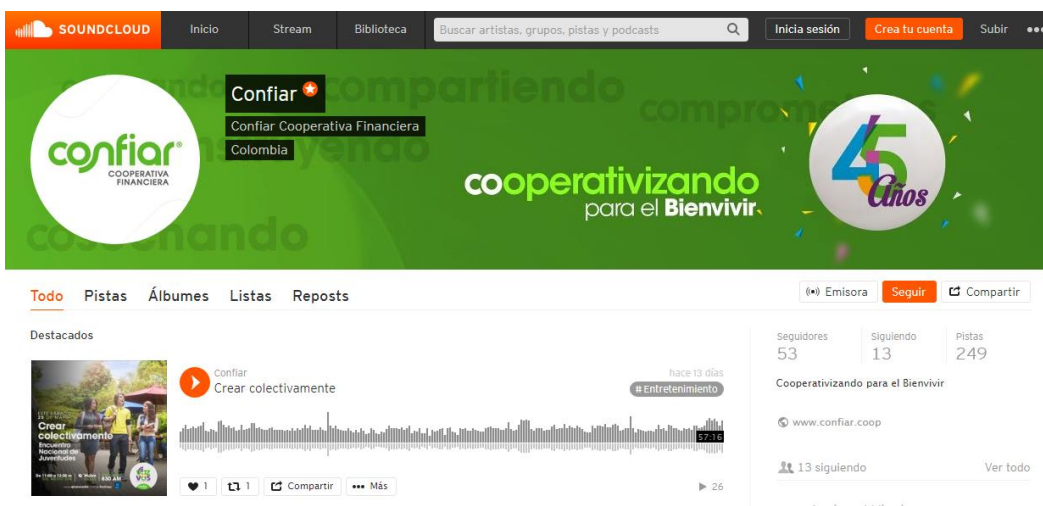 SOUNDCLOUD Inicio Stream Biblioteca Buscar artistas, grupos, pistas y podcasts Inicia sesión Crea tu cuenta Subir
compartiendo
Confiar
Confiar Cooperativa Financiera
Colombia
confiar®
COOPERATIVA
FINANCIERA
cooperativizando
para el Bienvivir
45
Años
Todo Pistas Álbumes Listas Reposts
Emisora Seguir Compartir
Destacados
Confiar
Crear colectivamente
hace 13 días
# Entretenimiento
57:16
1 1 Compartir Más
26
Crear
colectivamente
Encuentro
Nacional de
Juventudes
Seguidores Siguiendo Pistas
53 13 249
Cooperativizando para el Bienvivir
www.confiar.coop
13 siguiendo Ver todo